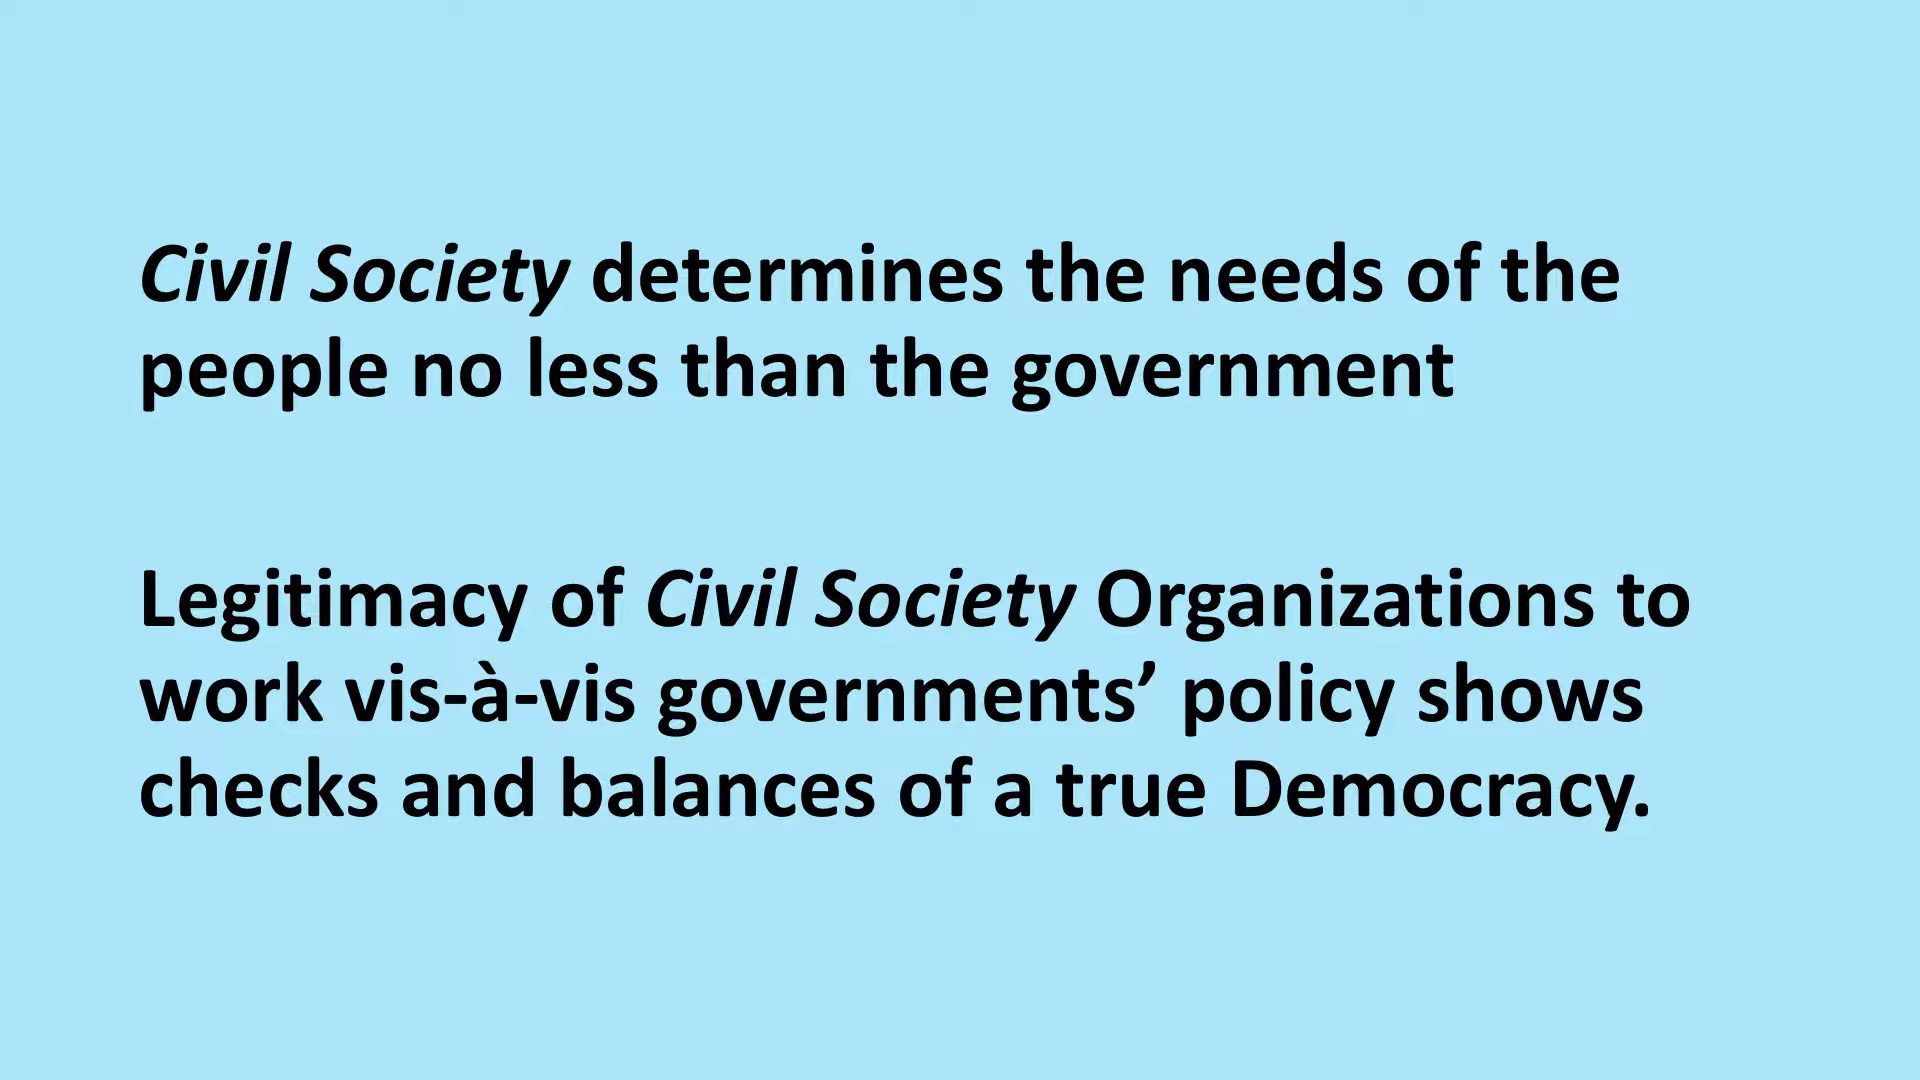 Civil Society determines the needs of the
people no less than the government
Legitimacy of Civil Society Organizations to
work vis-à-vis governments’ policy shows
checks and balances of a true Democracy.